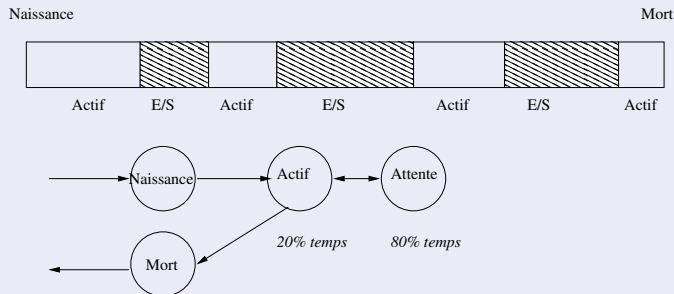 Naissance Mort
Actif E/S Actif E/S Actif E/S Actif
Naissance Actif Attente
20% temps 80% temps
Mort